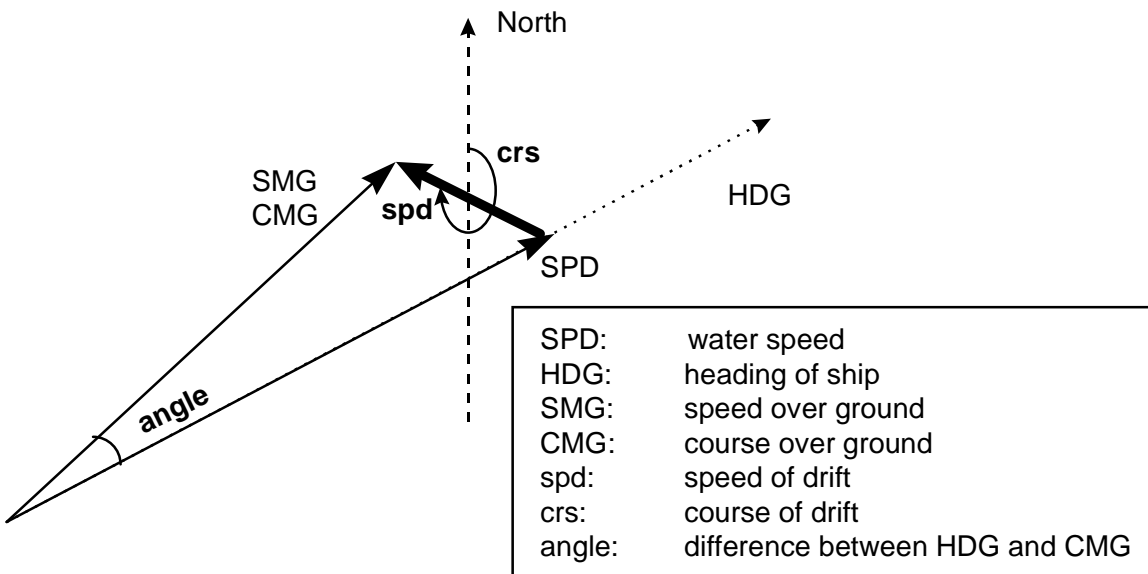 North
crs
SMG
CMG
spd
HDG
SPD
angle
SPD: water speed
HDG: heading of ship
SMG: speed over ground
CMG: course over ground
spd: speed of drift
crs: course of drift
angle: difference between HDG and CMG